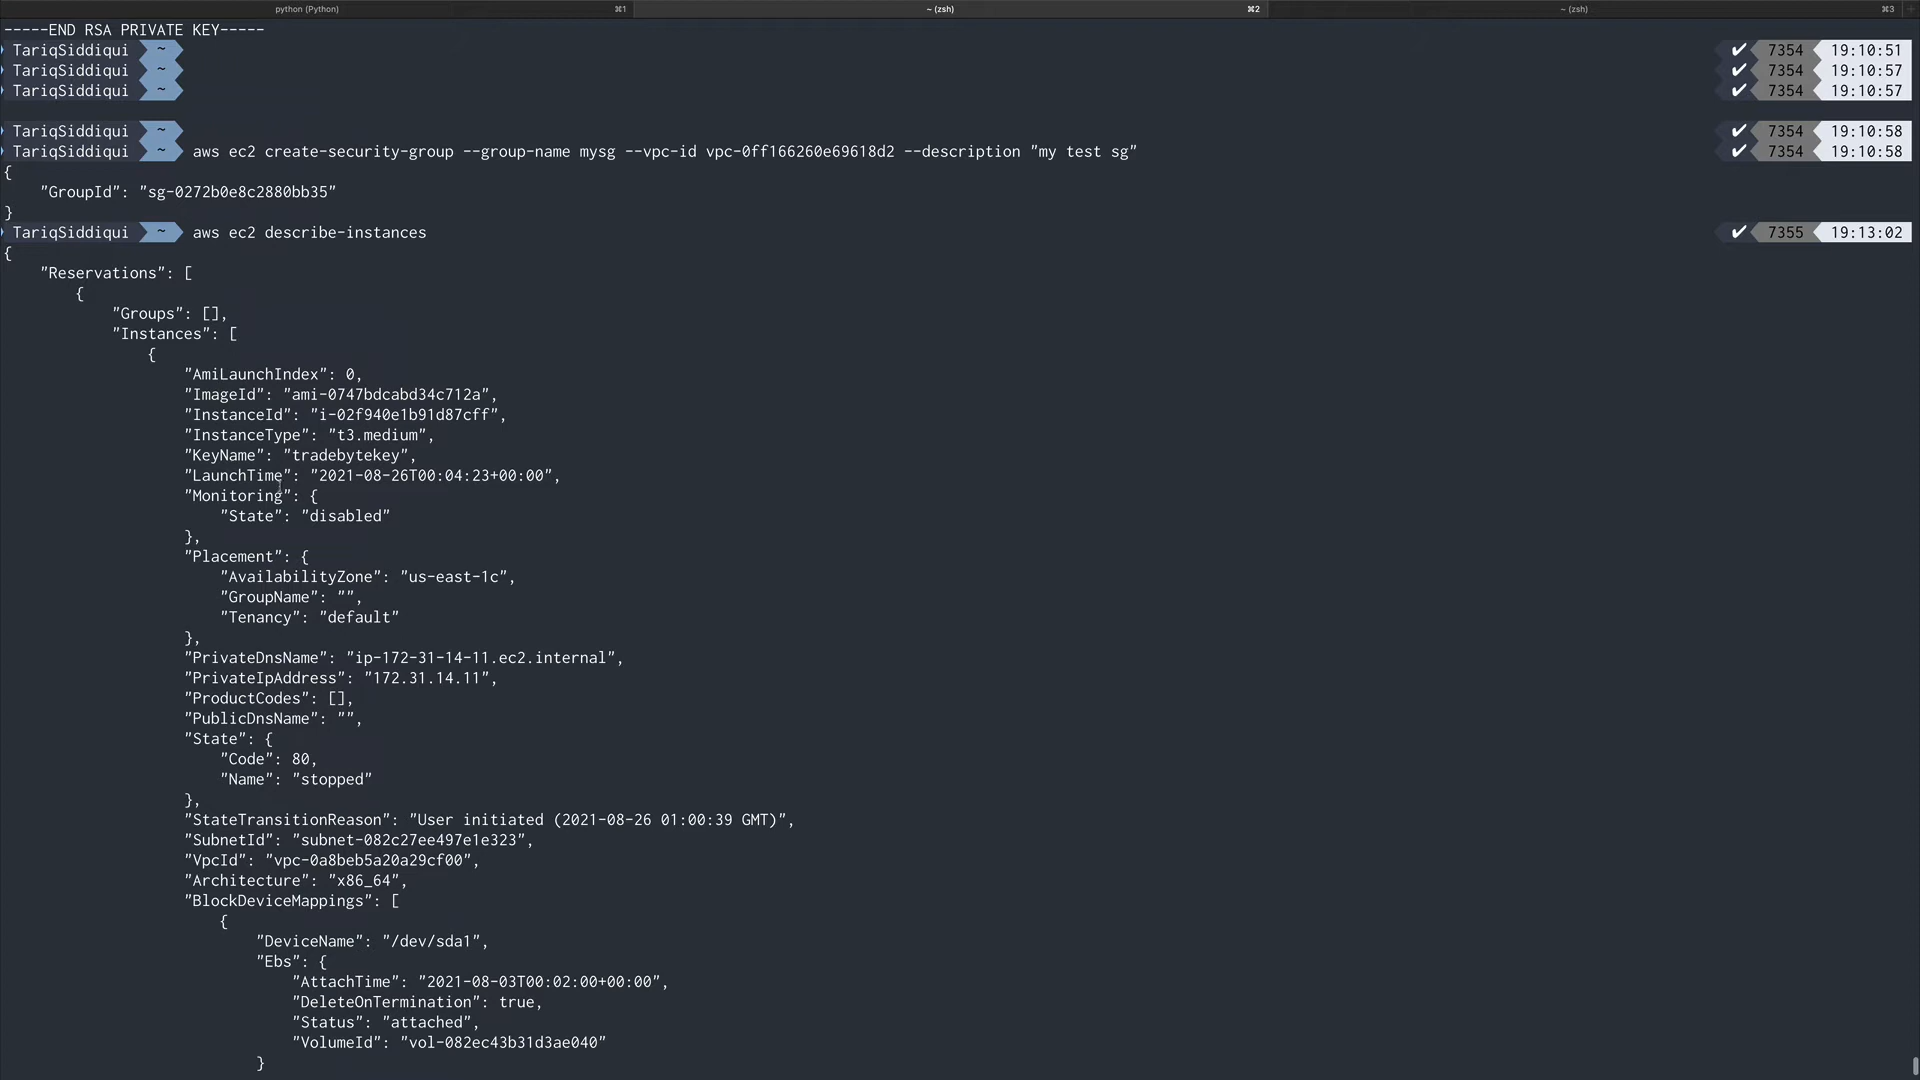 python (Python) ⌘1 ~ (zsh) ⌘2 ~ (zsh) ⌘3
-----END RSA PRIVATE KEY-----
TariqSiddiqui ~ ✔ 7354 19:10:51
TariqSiddiqui ~ ✔ 7354 19:10:57
TariqSiddiqui ~ ✔ 7354 19:10:57
TariqSiddiqui ~ ✔ 7354 19:10:58
TariqSiddiqui ~ aws ec2 create-security-group --group-name mysg --vpc-id vpc-0ff166260e69618d2 --description "my test sg" ✔ 7354 19:10:58
{
    "GroupId": "sg-0272b0e8c2880bb35"
}
TariqSiddiqui ~ aws ec2 describe-instances ✔ 7355 19:13:02
{
    "Reservations": [
        {
            "Groups": [],
            "Instances": [
                {
                    "AmiLaunchIndex": 0,
                    "ImageId": "ami-0747bdcabd34c712a",
                    "InstanceId": "i-02f940e1b91d87cff",
                    "InstanceType": "t3.medium",
                    "KeyName": "tradebytekey",
                    "LaunchTime": "2021-08-26T00:04:23+00:00",
                    "Monitoring": {
                        "State": "disabled"
                    },
                    "Placement": {
                        "AvailabilityZone": "us-east-1c",
                        "GroupName": "",
                        "Tenancy": "default"
                    },
                    "PrivateDnsName": "ip-172-31-14-11.ec2.internal",
                    "PrivateIpAddress": "172.31.14.11",
                    "ProductCodes": [],
                    "PublicDnsName": "",
                    "State": {
                        "Code": 80,
                        "Name": "stopped"
                    },
                    "StateTransitionReason": "User initiated (2021-08-26 01:00:39 GMT)",
                    "SubnetId": "subnet-082c27ee497e1e323",
                    "VpcId": "vpc-0a8beb5a20a29cf00",
                    "Architecture": "x86_64",
                    "BlockDeviceMappings": [
                        {
                            "DeviceName": "/dev/sda1",
                            "Ebs": {
                                "AttachTime": "2021-08-03T00:02:00+00:00",
                                "DeleteOnTermination": true,
                                "Status": "attached",
                                "VolumeId": "vol-082ec43b31d3ae040"
                            }